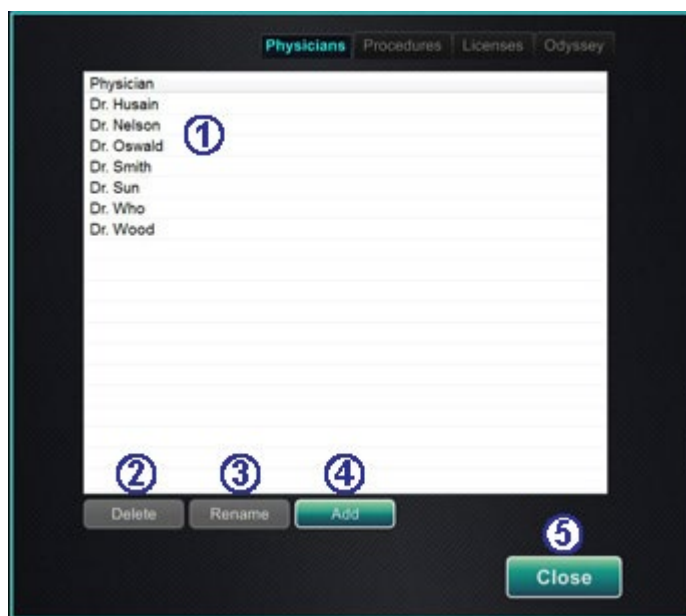 Physicians Procedures Licenses Odyssey
Physician
Dr. Husain
Dr. Nelson
1
Dr. Oswald
Dr. Smith
Dr. Sun
Dr. Who
Dr. Wood
2 3 4
Delete Rename Add
5
Close